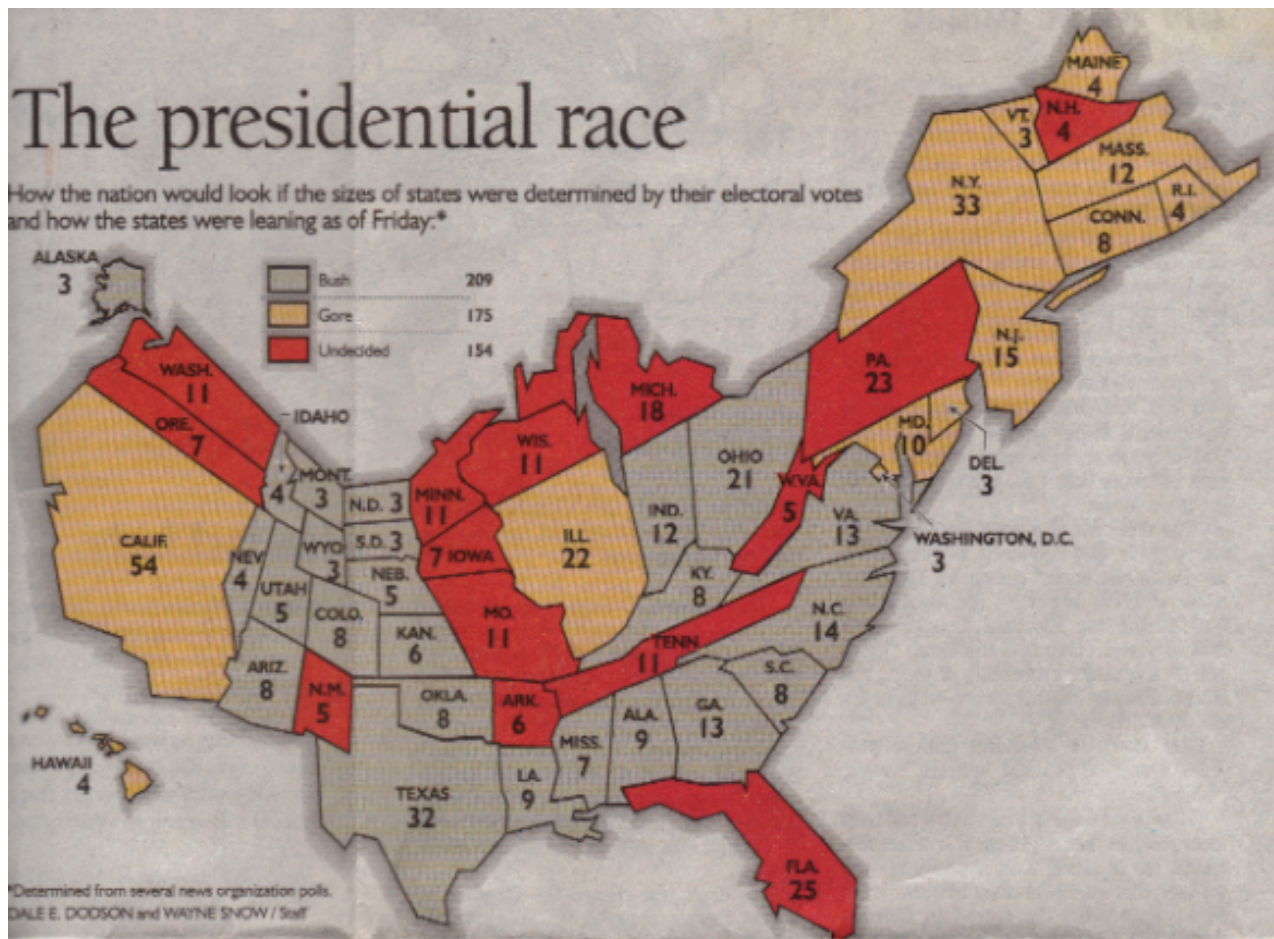 The presidential race
How the nation would look if the sizes of states were determined by their electoral votes
and how the states were leaning as of Friday:*
ALASKA
3
Bush 209
Gore 175
Undecided 154
MAINE
4
VT.
3
N.H.
4
MASS.
12
R.I.
4
CONN.
8
N.Y.
33
N.J.
15
PA.
23
MD.
10
DEL.
3
WASHINGTON, D.C.
3
WASH.
11
ORE.
7
IDAHO
4
MONT.
3
N.D. 3
S.D. 3
MINN.
11
WIS.
11
MICH.
18
OHIO
21
W.VA.
5
VA.
13
IND.
12
ILL.
22
7 IOWA
CALIF.
54
NEV.
4
UTAH
5
WYO.
3
NEB.
5
COLO.
8
KAN.
6
MO.
11
KY.
8
TENN.
11
N.C.
14
S.C.
8
ARIZ.
8
N.M.
5
OKLA.
8
ARK.
6
MISS.
7
ALA.
9
GA.
13
LA.
9
TEXAS
32
FLA.
25
HAWAII
4
*Determined from several news organization polls.
DALE E. DODSON and WAYNE SNOW / Staff